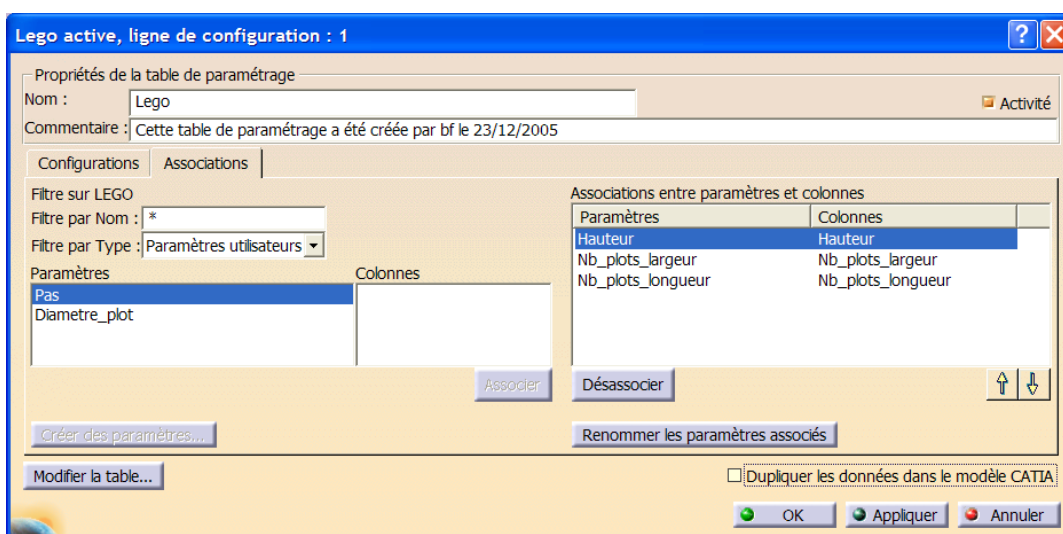 Lego active, ligne de configuration : 1
Propriétés de la table de paramétrage
Nom : Lego
Activité
Commentaire : Cette table de paramétrage a été créée par bf le 23/12/2005
Configurations Associations
Filtre sur LEGO
Filtre par Nom : *
Filtre par Type : Paramètres utilisateurs
Paramètres Colonnes
Pas
Diametre_plot
Associer
Créer des paramètres...
Associations entre paramètres et colonnes
Paramètres Colonnes
Hauteur Hauteur
Nb_plots_largeur Nb_plots_largeur
Nb_plots_longueur Nb_plots_longueur
Désassocier
Renommer les paramètres associés
Modifier la table...
Dupliquer les données dans le modèle CATIA
OK Appliquer Annuler